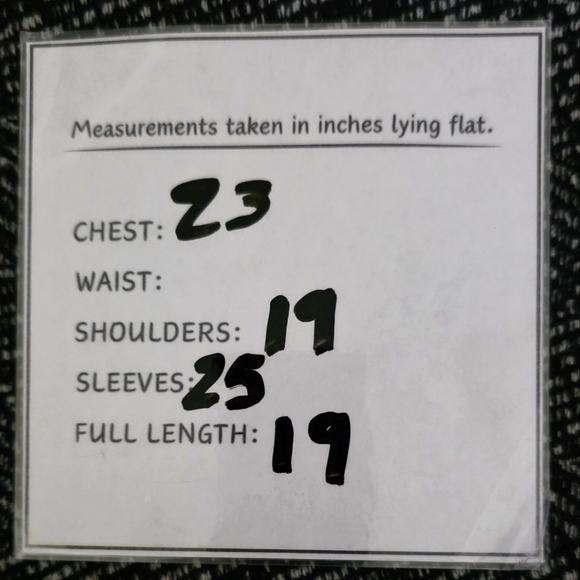 Measurements taken in inches lying flat.
CHEST: 23
WAIST:
SHOULDERS: 19
SLEEVES: 25
FULL LENGTH: 19